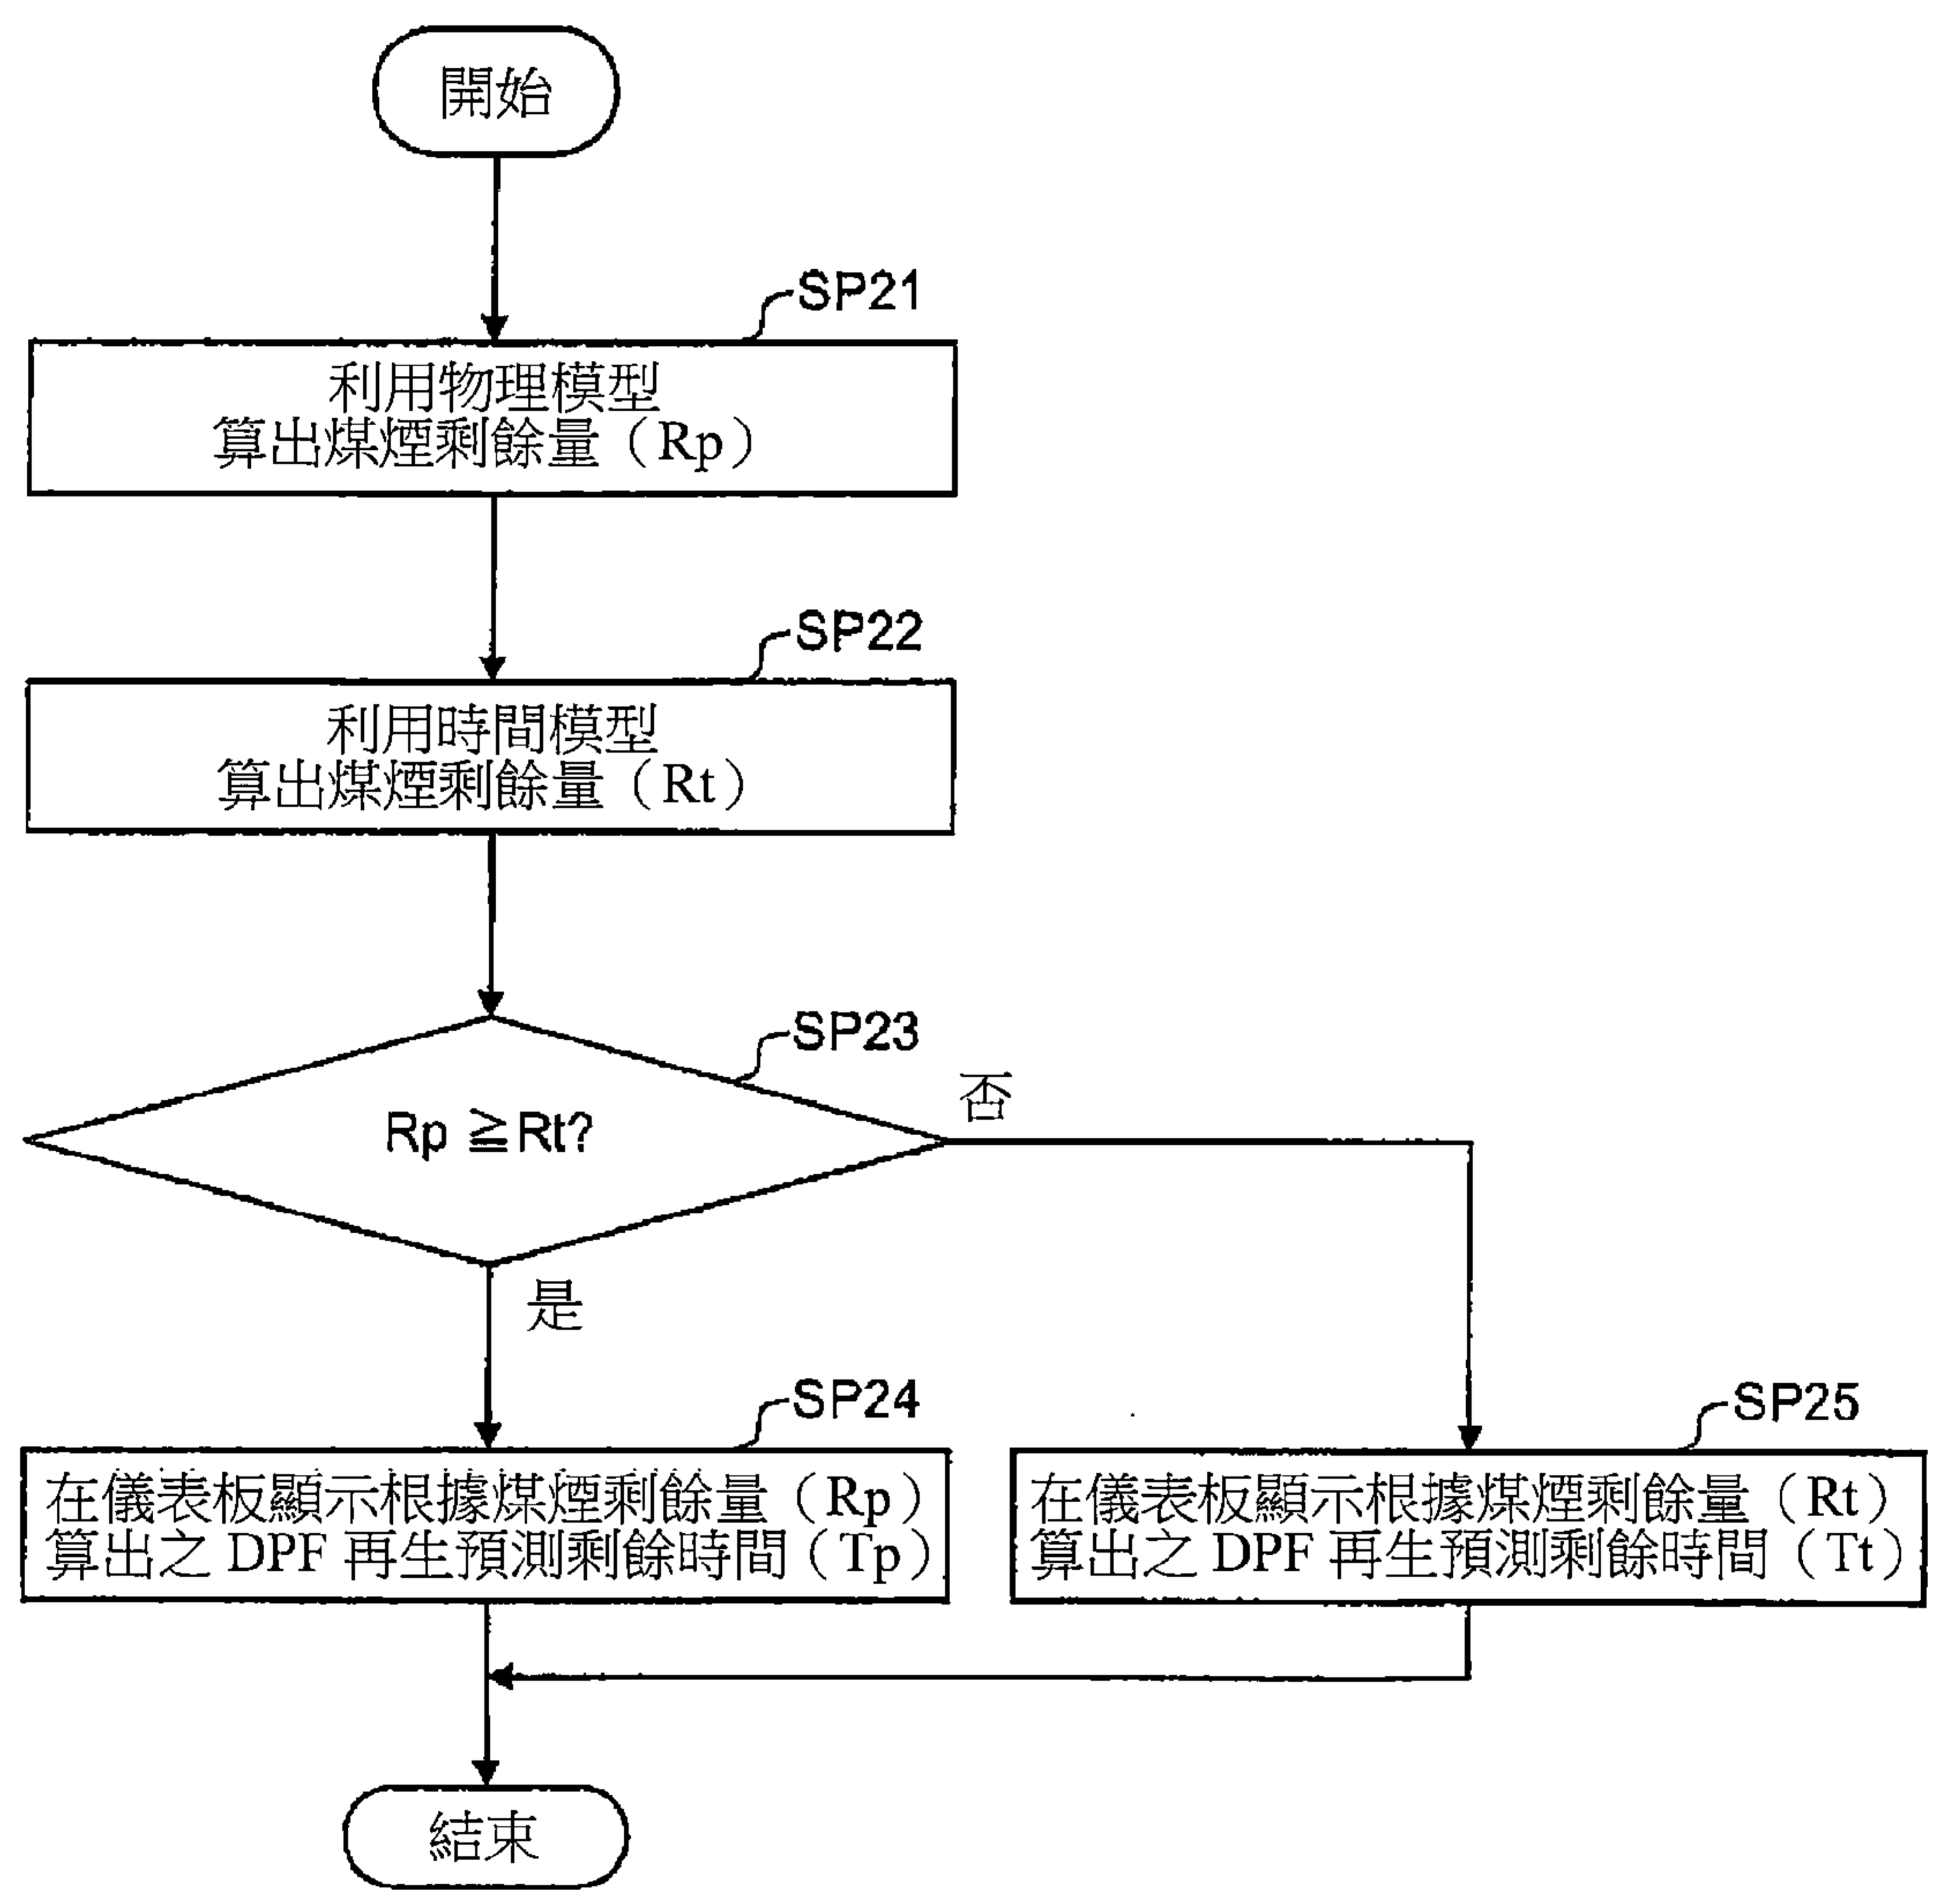 開始
SP21
利用物理模型
算出煤煙剩餘量（Rp）
SP22
利用時間模型
算出煤煙剩餘量（Rt）
SP23
Rp ≧Rt?
否
是
SP24
在儀表板顯示根據煤煙剩餘量（Rp）
算出之 DPF 再生預測剩餘時間（Tp）
SP25
在儀表板顯示根據煤煙剩餘量（Rt）
算出之 DPF 再生預測剩餘時間（Tt）
結束